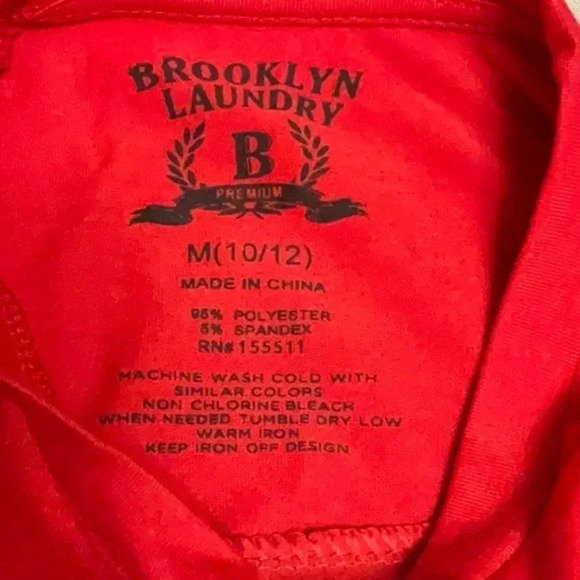 BROOKLYN
LAUNDRY
B
PREMIUM
M(10/12)
MADE IN CHINA
95% POLYESTER
5% SPANDEX
RN# 155511
MACHINE WASH COLD WITH
SIMILAR COLORS
NON CHLORINE BLEACH
WHEN NEEDED TUMBLE DRY LOW
WARM IRON
KEEP IRON OFF DESIGN